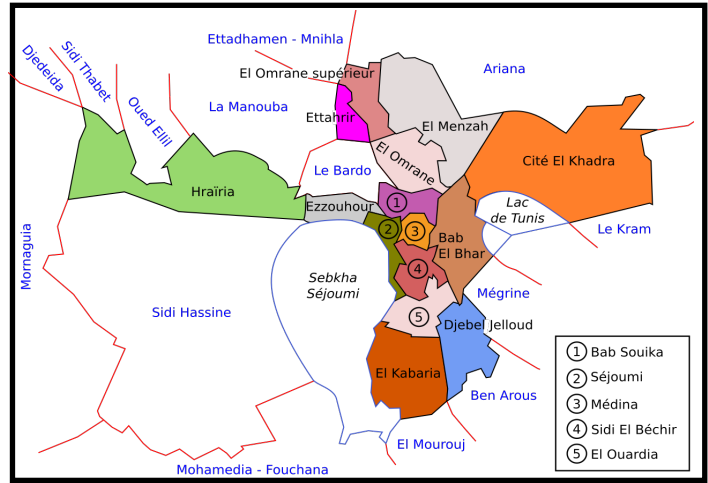 Ettadhamen - Mnihla
Sidi Thabet
Djedeida
El Omrane supérieur
Ariana
La Manouba
Oued Ellil
Ettahrir
El Menzah
El Omrane
Cité El Khadra
Le Bardo
Hraïria
Ezzouhour
1
Lac
de Tunis
2
3
Bab
El Bhar
Le Kram
Mornaguia
4
Sebkha
Séjoumi
Mégrine
Sidi Hassine
5
Djebel Jelloud
El Kabaria
Ben Arous
El Mourouj
Mohamedia - Fouchana
1 Bab Souika
2 Séjoumi
3 Médina
4 Sidi El Béchir
5 El Ouardia